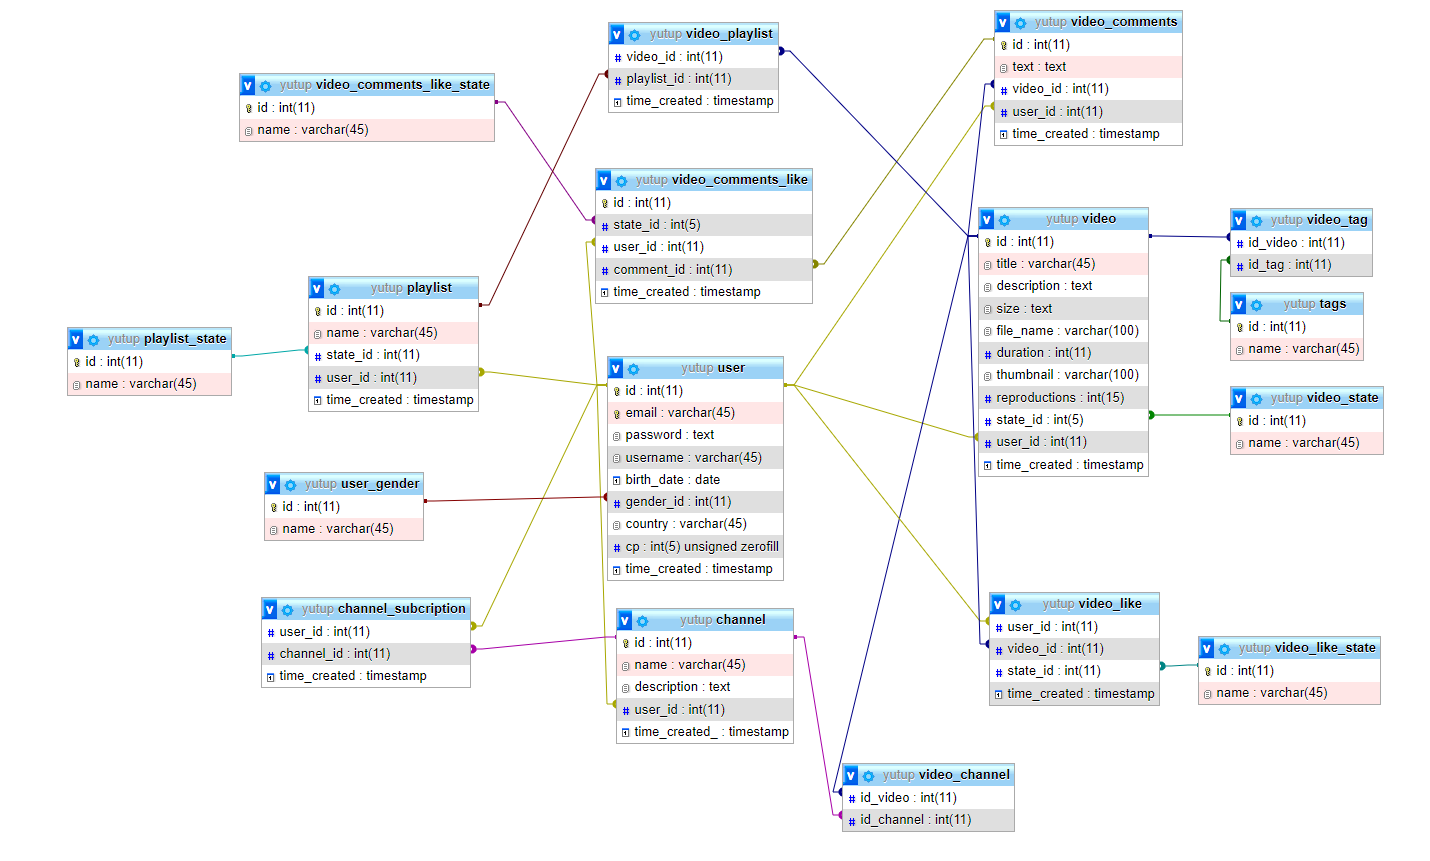 yutup video_comments_like_state
id : int(11)
name : varchar(45)
yutup video_playlist
video_id : int(11)
playlist_id : int(11)
time_created : timestamp
yutup video_comments
id : int(11)
text : text
video_id : int(11)
user_id : int(11)
time_created : timestamp
yutup video_comments_like
id : int(11)
state_id : int(5)
user_id : int(11)
comment_id : int(11)
time_created : timestamp
yutup video
id : int(11)
title : varchar(45)
description : text
size : text
file_name : varchar(100)
duration : int(11)
thumbnail : varchar(100)
reproductions : int(15)
state_id : int(5)
user_id : int(11)
time_created : timestamp
yutup video_tag
id_video : int(11)
id_tag : int(11)
yutup tags
id : int(11)
name : varchar(45)
yutup video_state
id : int(11)
name : varchar(45)
yutup playlist
id : int(11)
name : varchar(45)
state_id : int(11)
user_id : int(11)
time_created : timestamp
yutup playlist_state
id : int(11)
name : varchar(45)
yutup user
id : int(11)
email : varchar(45)
password : text
username : varchar(45)
birth_date : date
gender_id : int(11)
country : varchar(45)
cp : int(5) unsigned zerofill
time_created : timestamp
yutup user_gender
id : int(11)
name : varchar(45)
yutup channel_subcription
user_id : int(11)
channel_id : int(11)
time_created : timestamp
yutup channel
id : int(11)
name : varchar(45)
description : text
user_id : int(11)
time_created_ : timestamp
yutup video_like
user_id : int(11)
video_id : int(11)
state_id : int(11)
time_created : timestamp
yutup video_like_state
id : int(11)
name : varchar(45)
yutup video_channel
id_video : int(11)
id_channel : int(11)